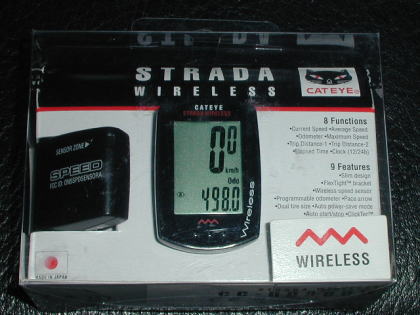 STRADA
WIRELESS
CATEYE
CATEYE
STRADA WIRELESS
00
km/h
Odo
498.0
Wireless
SENSOR ZONE
SPEED
8 Functions
•Current Speed •Average Speed
•Odometer •Maximum Speed
•Trip Distance-1 •Trip Distance-2
•Elapsed Time •Clock (12/24h)
9 Features
•Slim design
•FlexTight™ bracket
•Wireless speed sensor
•Programmable odometer •Pace arrow
•Dual tire size •Auto power-save mode
•Auto start/stop •ClickTec™
WIRELESS
MADE IN JAPAN